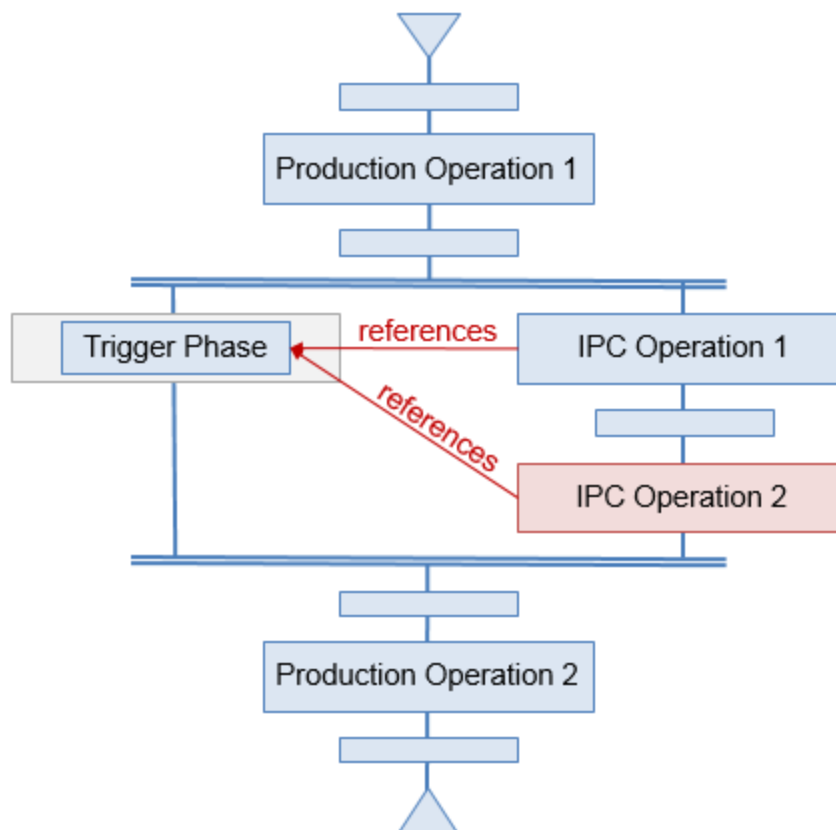 Production Operation 1
Trigger Phase
references
IPC Operation 1
references
IPC Operation 2
Production Operation 2